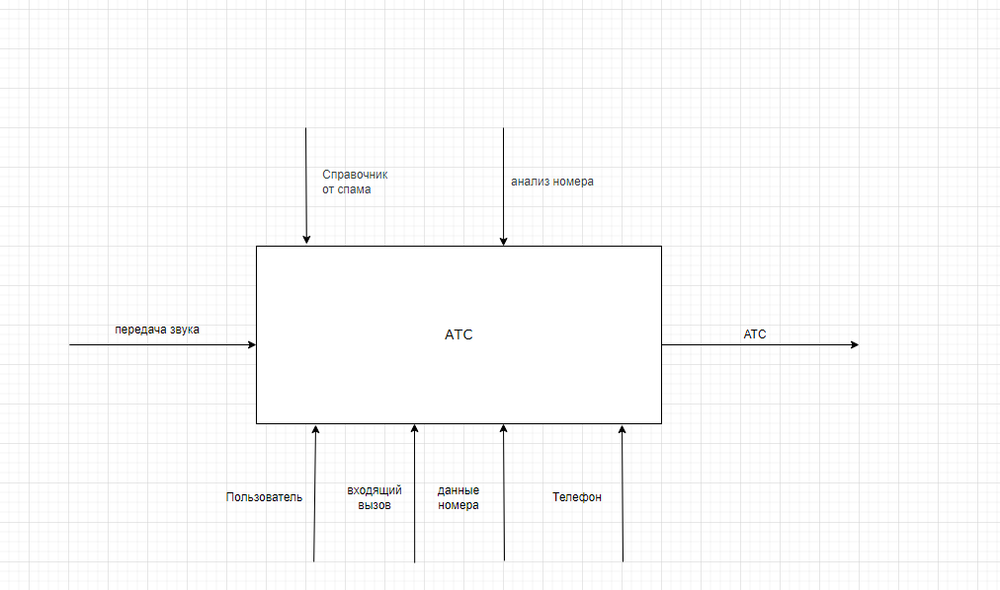 Справочник
от спама
анализ номера
передача звука
АТС
АТС
Пользователь
входящий
вызов
данные
номера
Телефон